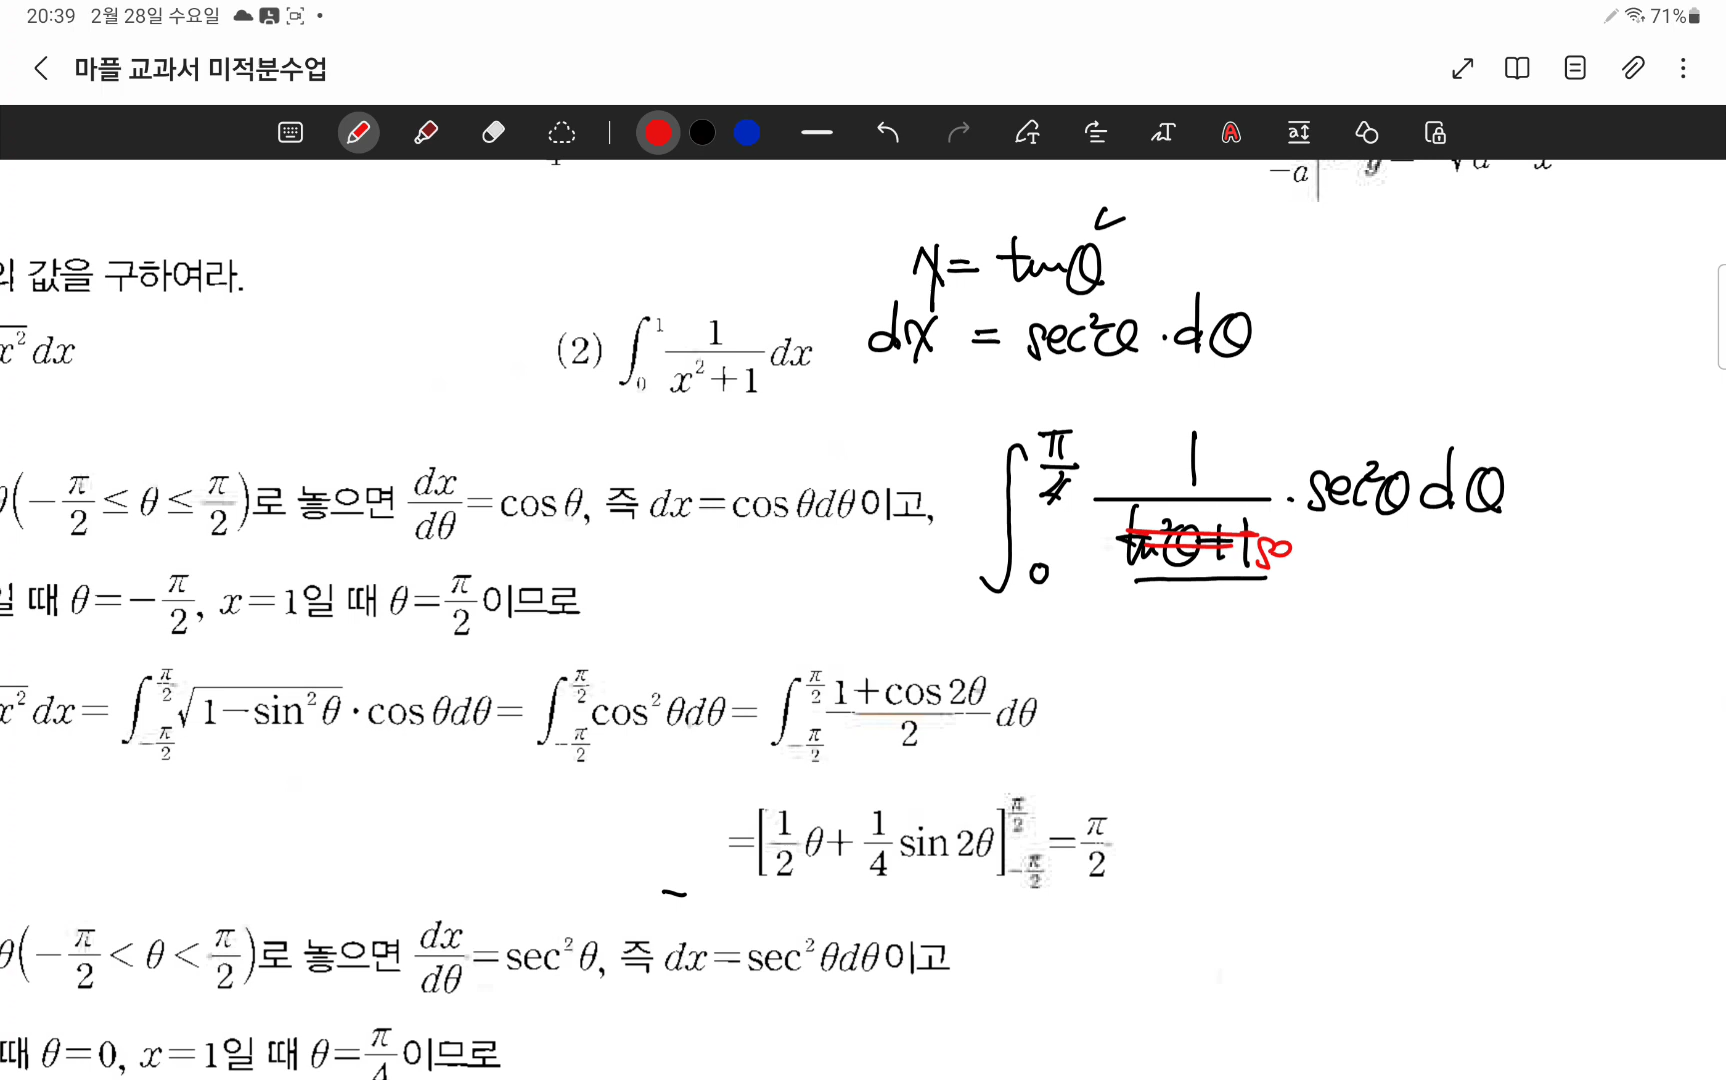 20:39 2월 28일 수요일 71%
마플 교과서 미적분수업
-a
의 값을 구하여라.
x = tanθ
x² dx
(2) ∫₀¹ 1/(x²+1) dx
dx = sec²θ · dθ
θ(-π/2 ≤ θ ≤ π/2)로 놓으면 dx/dθ = cos θ, 즉 dx = cos θdθ이고,
∫₀^(π/4) 1/(tan²θ+1) · sec²θ dθ
일 때 θ = -π/2, x = 1일 때 θ = π/2이므로
x² dx = ∫_(-π/2)^(π/2) √(1-sin²θ) · cos θdθ = ∫_(-π/2)^(π/2) cos²θdθ = ∫_(-π/2)^(π/2) (1+cos 2θ)/2 dθ
= [1/2 θ + 1/4 sin 2θ]_(-π/2)^(π/2) = π/2
θ(-π/2 < θ < π/2)로 놓으면 dx/dθ = sec²θ, 즉 dx = sec²θdθ이고
때 θ = 0, x = 1일 때 θ = π/4이므로